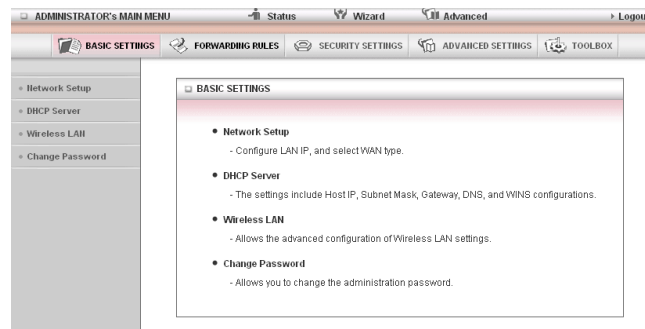 ADMINISTRATOR's MAIN MENU Status Wizard Advanced Logou
BASIC SETTINGS FORWARDING RULES SECURITY SETTINGS ADVANCED SETTINGS TOOLBOX
Network Setup
DHCP Server
Wireless LAN
Change Password
BASIC SETTINGS
Network Setup
- Configure LAN IP, and select WAN type.
DHCP Server
- The settings include Host IP, Subnet Mask, Gateway, DNS, and WINS configurations.
Wireless LAN
- Allows the advanced configuration of Wireless LAN settings.
Change Password
- Allows you to change the administration password.